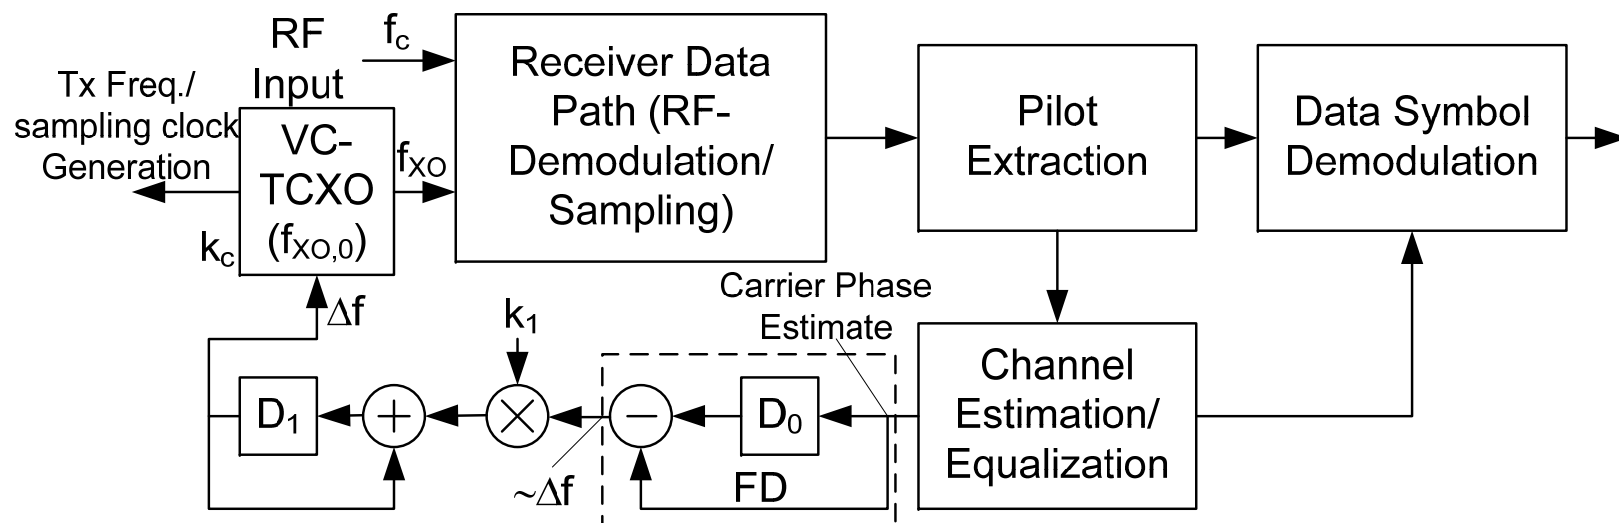 RF
Input
f_c
Tx Freq./
sampling clock
Generation
VC-
TCXO
(f_XO,0)
f_XO
k_c
Receiver Data
Path (RF-
Demodulation/
Sampling)
Pilot
Extraction
Data Symbol
Demodulation
Δf
k_1
Carrier Phase
Estimate
Channel
Estimation/
Equalization
D_1
+
×
−
D_0
~Δf
FD